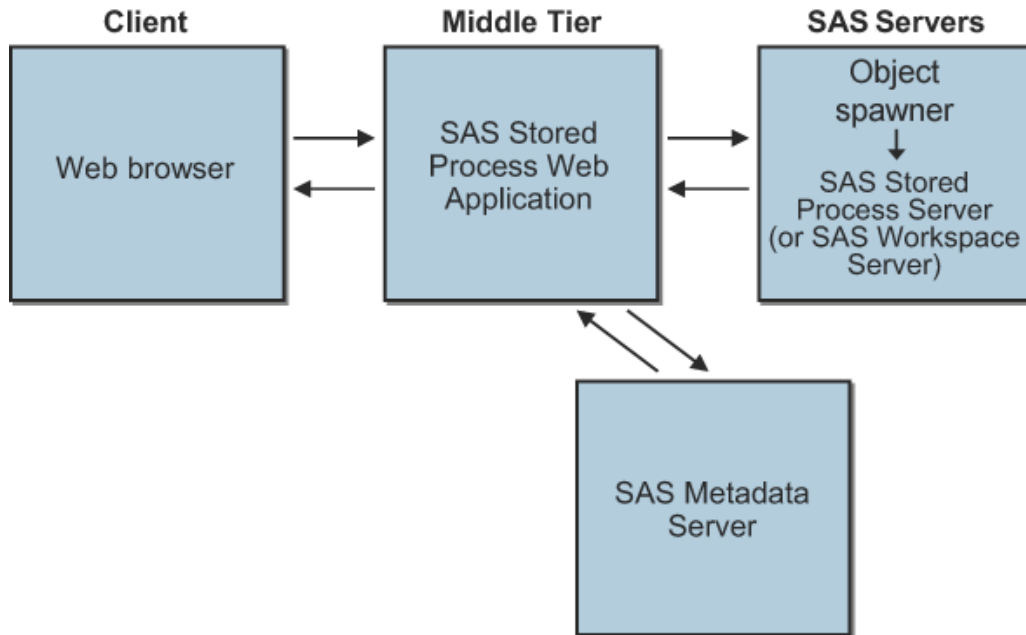 Client
Middle Tier
SAS Servers
Web browser
SAS Stored
Process Web
Application
Object
spawner
SAS Stored
Process Server
(or SAS Workspace
Server)
SAS Metadata
Server